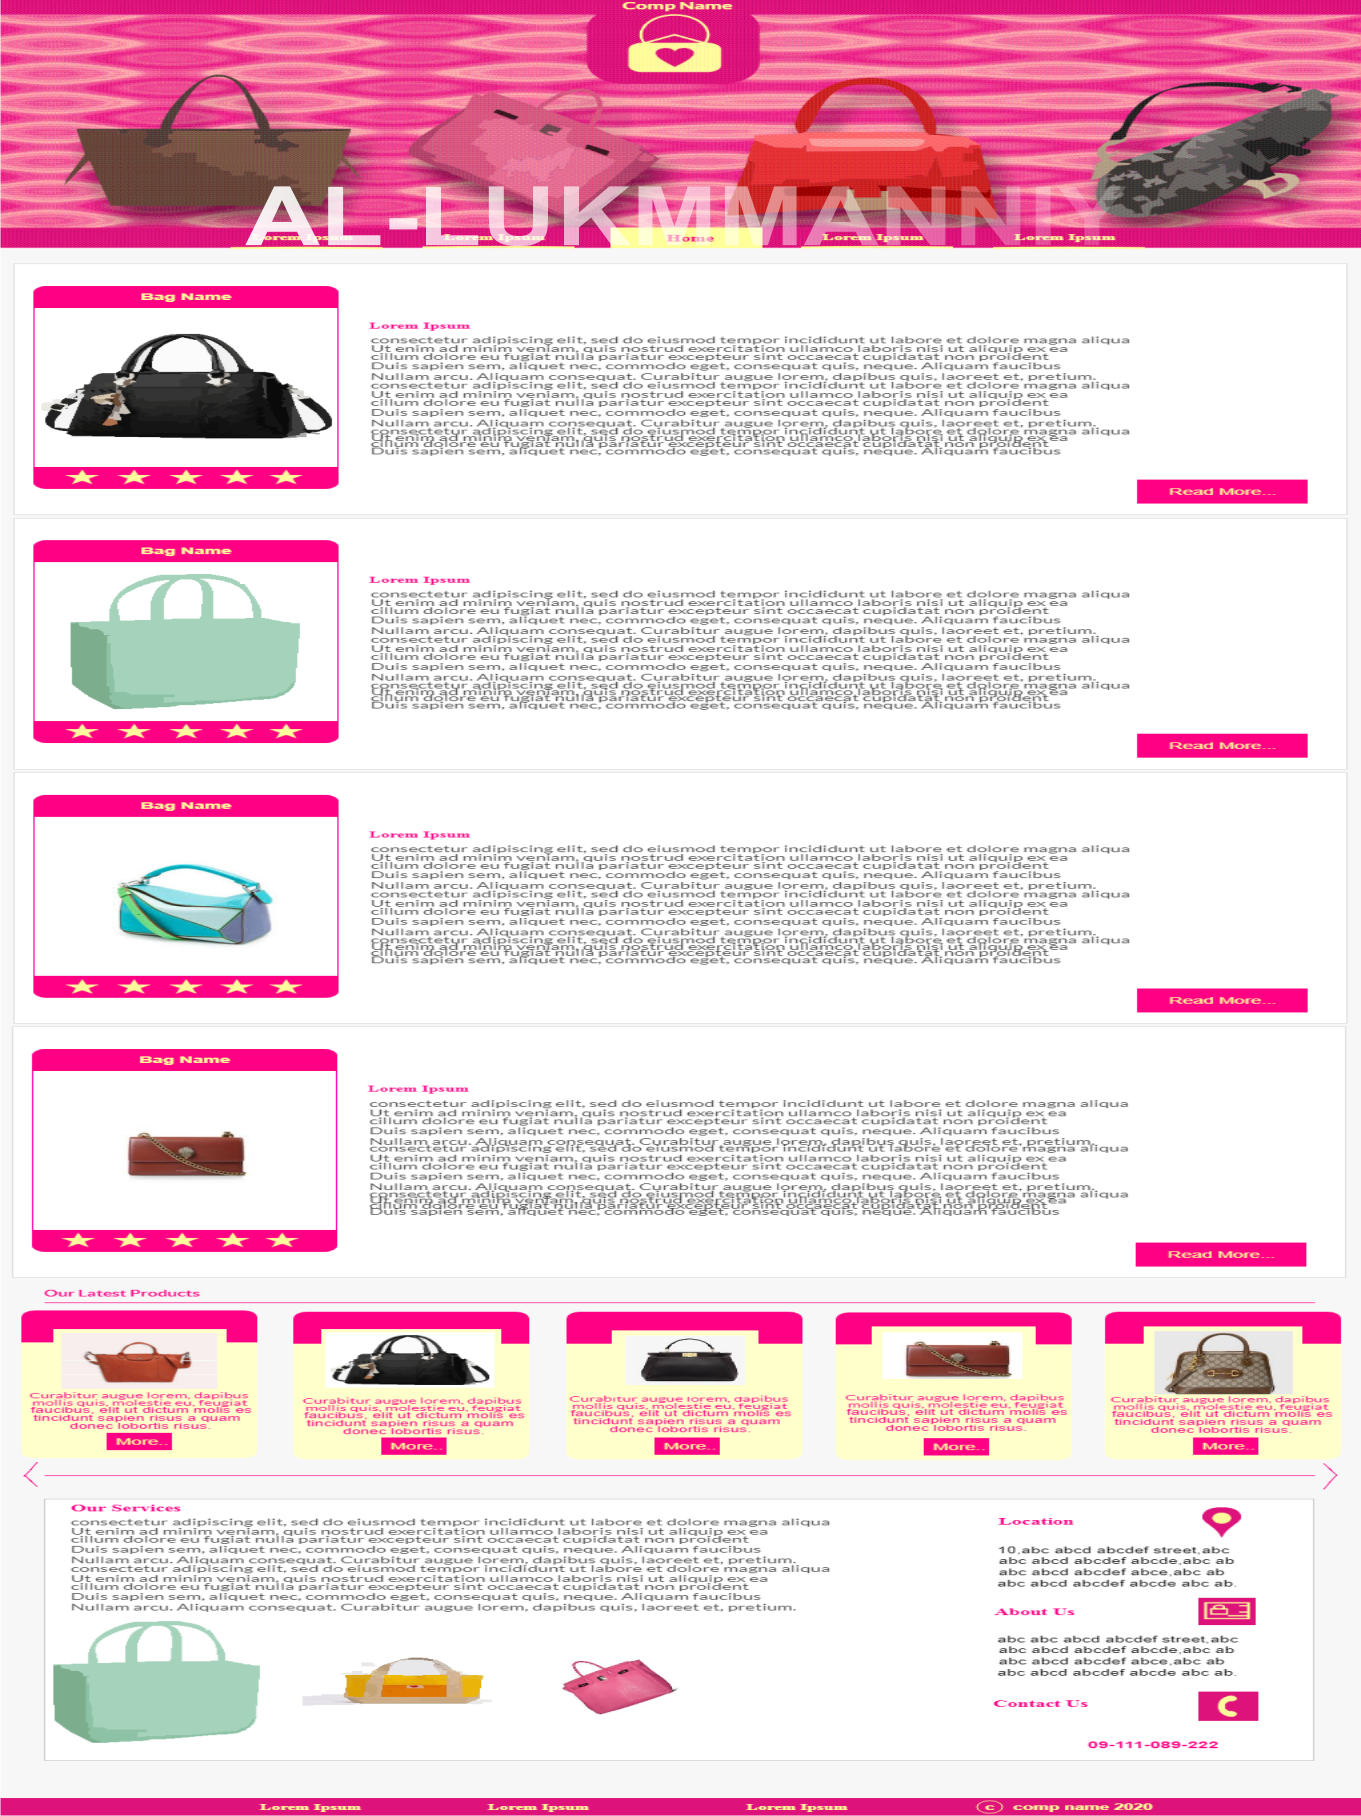 Comp Name
AL-LUKMMANNIY
Lorem Ipsum
Lorem Ipsum
Home
Lorem Ipsum
Lorem Ipsum
Bag Name
Lorem Ipsum
consectetur adipiscing elit, sed do eiusmod tempor incididunt ut labore et dolore magna aliqua
Ut enim ad minim veniam, quis nostrud exercitation ullamco laboris nisi ut aliquip ex ea
cillum dolore eu fugiat nulla pariatur excepteur sint occaecat cupidatat non proident
Duis sapien sem, aliquet nec, commodo eget, consequat quis, neque. Aliquam faucibus
Nullam arcu. Aliquam consequat. Curabitur augue lorem, dapibus quis, laoreet et, pretium.
consectetur adipiscing elit, sed do eiusmod tempor incididunt ut labore et dolore magna aliqua
Ut enim ad minim veniam, quis nostrud exercitation ullamco laboris nisi ut aliquip ex ea
cillum dolore eu fugiat nulla pariatur excepteur sint occaecat cupidatat non proident
Duis sapien sem, aliquet nec, commodo eget, consequat quis, neque. Aliquam faucibus
Nullam arcu. Aliquam consequat. Curabitur augue lorem, dapibus quis, laoreet et, pretium.
consectetur adipiscing elit, sed do eiusmod tempor incididunt ut labore et dolore magna aliqua
Ut enim ad minim veniam, quis nostrud exercitation ullamco laboris nisi ut aliquip ex ea
cillum dolore eu fugiat nulla pariatur excepteur sint occaecat cupidatat non proident
Duis sapien sem, aliquet nec, commodo eget, consequat quis, neque. Aliquam faucibus
Read More...
Bag Name
Lorem Ipsum
consectetur adipiscing elit, sed do eiusmod tempor incididunt ut labore et dolore magna aliqua
Ut enim ad minim veniam, quis nostrud exercitation ullamco laboris nisi ut aliquip ex ea
cillum dolore eu fugiat nulla pariatur excepteur sint occaecat cupidatat non proident
Duis sapien sem, aliquet nec, commodo eget, consequat quis, neque. Aliquam faucibus
Nullam arcu. Aliquam consequat. Curabitur augue lorem, dapibus quis, laoreet et, pretium.
consectetur adipiscing elit, sed do eiusmod tempor incididunt ut labore et dolore magna aliqua
Ut enim ad minim veniam, quis nostrud exercitation ullamco laboris nisi ut aliquip ex ea
cillum dolore eu fugiat nulla pariatur excepteur sint occaecat cupidatat non proident
Duis sapien sem, aliquet nec, commodo eget, consequat quis, neque. Aliquam faucibus
Nullam arcu. Aliquam consequat. Curabitur augue lorem, dapibus quis, laoreet et, pretium.
consectetur adipiscing elit, sed do eiusmod tempor incididunt ut labore et dolore magna aliqua
Ut enim ad minim veniam, quis nostrud exercitation ullamco laboris nisi ut aliquip ex ea
cillum dolore eu fugiat nulla pariatur excepteur sint occaecat cupidatat non proident
Duis sapien sem, aliquet nec, commodo eget, consequat quis, neque. Aliquam faucibus
Read More...
Bag Name
Lorem Ipsum
consectetur adipiscing elit, sed do eiusmod tempor incididunt ut labore et dolore magna aliqua
Ut enim ad minim veniam, quis nostrud exercitation ullamco laboris nisi ut aliquip ex ea
cillum dolore eu fugiat nulla pariatur excepteur sint occaecat cupidatat non proident
Duis sapien sem, aliquet nec, commodo eget, consequat quis, neque. Aliquam faucibus
Nullam arcu. Aliquam consequat. Curabitur augue lorem, dapibus quis, laoreet et, pretium.
consectetur adipiscing elit, sed do eiusmod tempor incididunt ut labore et dolore magna aliqua
Ut enim ad minim veniam, quis nostrud exercitation ullamco laboris nisi ut aliquip ex ea
cillum dolore eu fugiat nulla pariatur excepteur sint occaecat cupidatat non proident
Duis sapien sem, aliquet nec, commodo eget, consequat quis, neque. Aliquam faucibus
Nullam arcu. Aliquam consequat. Curabitur augue lorem, dapibus quis, laoreet et, pretium.
consectetur adipiscing elit, sed do eiusmod tempor incididunt ut labore et dolore magna aliqua
Ut enim ad minim veniam, quis nostrud exercitation ullamco laboris nisi ut aliquip ex ea
cillum dolore eu fugiat nulla pariatur excepteur sint occaecat cupidatat non proident
Duis sapien sem, aliquet nec, commodo eget, consequat quis, neque. Aliquam faucibus
Read More...
Bag Name
Lorem Ipsum
consectetur adipiscing elit, sed do eiusmod tempor incididunt ut labore et dolore magna aliqua
Ut enim ad minim veniam, quis nostrud exercitation ullamco laboris nisi ut aliquip ex ea
cillum dolore eu fugiat nulla pariatur excepteur sint occaecat cupidatat non proident
Duis sapien sem, aliquet nec, commodo eget, consequat quis, neque. Aliquam faucibus
Nullam arcu. Aliquam consequat. Curabitur augue lorem, dapibus quis, laoreet et, pretium.
consectetur adipiscing elit, sed do eiusmod tempor incididunt ut labore et dolore magna aliqua
Ut enim ad minim veniam, quis nostrud exercitation ullamco laboris nisi ut aliquip ex ea
cillum dolore eu fugiat nulla pariatur excepteur sint occaecat cupidatat non proident
Duis sapien sem, aliquet nec, commodo eget, consequat quis, neque. Aliquam faucibus
Nullam arcu. Aliquam consequat. Curabitur augue lorem, dapibus quis, laoreet et, pretium.
consectetur adipiscing elit, sed do eiusmod tempor incididunt ut labore et dolore magna aliqua
Ut enim ad minim veniam, quis nostrud exercitation ullamco laboris nisi ut aliquip ex ea
cillum dolore eu fugiat nulla pariatur excepteur sint occaecat cupidatat non proident
Duis sapien sem, aliquet nec, commodo eget, consequat quis, neque. Aliquam faucibus
Read More...
Our Latest Products
Curabitur augue lorem, dapibus
mollis quis, molestie eu, feugiat
faucibus, elit ut dictum molis es
tincidunt sapien risus a quam
donec lobortis risus.
More..
Curabitur augue lorem, dapibus
mollis quis, molestie eu, feugiat
faucibus, elit ut dictum molis es
tincidunt sapien risus a quam
donec lobortis risus.
More..
Curabitur augue lorem, dapibus
mollis quis, molestie eu, feugiat
faucibus, elit ut dictum molis es
tincidunt sapien risus a quam
donec lobortis risus.
More..
Curabitur augue lorem, dapibus
mollis quis, molestie eu, feugiat
faucibus, elit ut dictum molis es
tincidunt sapien risus a quam
donec lobortis risus.
More..
Curabitur augue lorem, dapibus
mollis quis, molestie eu, feugiat
faucibus, elit ut dictum molis es
tincidunt sapien risus a quam
donec lobortis risus.
More..
Our Services
consectetur adipiscing elit, sed do eiusmod tempor incididunt ut labore et dolore magna aliqua
Ut enim ad minim veniam, quis nostrud exercitation ullamco laboris nisi ut aliquip ex ea
cillum dolore eu fugiat nulla pariatur excepteur sint occaecat cupidatat non proident
Duis sapien sem, aliquet nec, commodo eget, consequat quis, neque. Aliquam faucibus
Nullam arcu. Aliquam consequat. Curabitur augue lorem, dapibus quis, laoreet et, pretium.
consectetur adipiscing elit, sed do eiusmod tempor incididunt ut labore et dolore magna aliqua
Ut enim ad minim veniam, quis nostrud exercitation ullamco laboris nisi ut aliquip ex ea
cillum dolore eu fugiat nulla pariatur excepteur sint occaecat cupidatat non proident
Duis sapien sem, aliquet nec, commodo eget, consequat quis, neque. Aliquam faucibus
Nullam arcu. Aliquam consequat. Curabitur augue lorem, dapibus quis, laoreet et, pretium.
Location
10,abc abcd abcdef street,abc
abc abcd abcdef abcde,abc ab
abc abcd abcdef abce,abc ab
abc abcd abcdef abcde abc ab.
About Us
abc abc abcd abcdef street,abc
abc abcd abcdef abcde,abc ab
abc abcd abcdef abce,abc ab
abc abcd abcdef abcde abc ab.
Contact Us
09-111-089-222
Lorem Ipsum
Lorem Ipsum
Lorem Ipsum
© comp name 2020